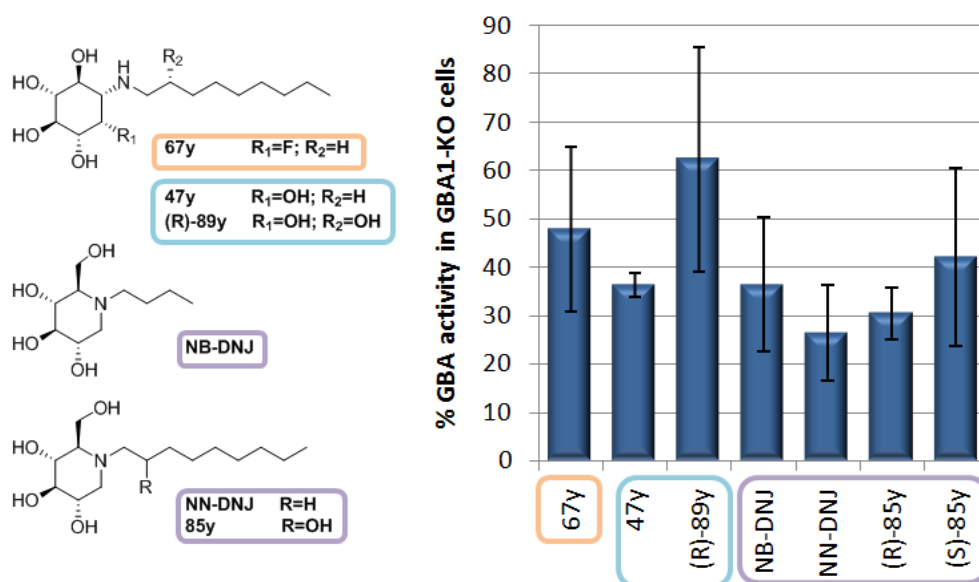 OH
R2
HO
H
N
HO
HO
R1
OH
67y R1=F; R2=H
47y R1=OH; R2=H
(R)-89y R1=OH; R2=OH
OH
HO
N
HO
OH
NB-DNJ
OH
HO
N
HO
R
OH
NN-DNJ R=H
85y R=OH
% GBA activity in GBA1-KO cells
90
80
70
60
50
40
30
20
10
0
67y
47y
(R)-89y
NB-DNJ
NN-DNJ
(R)-85y
(S)-85y